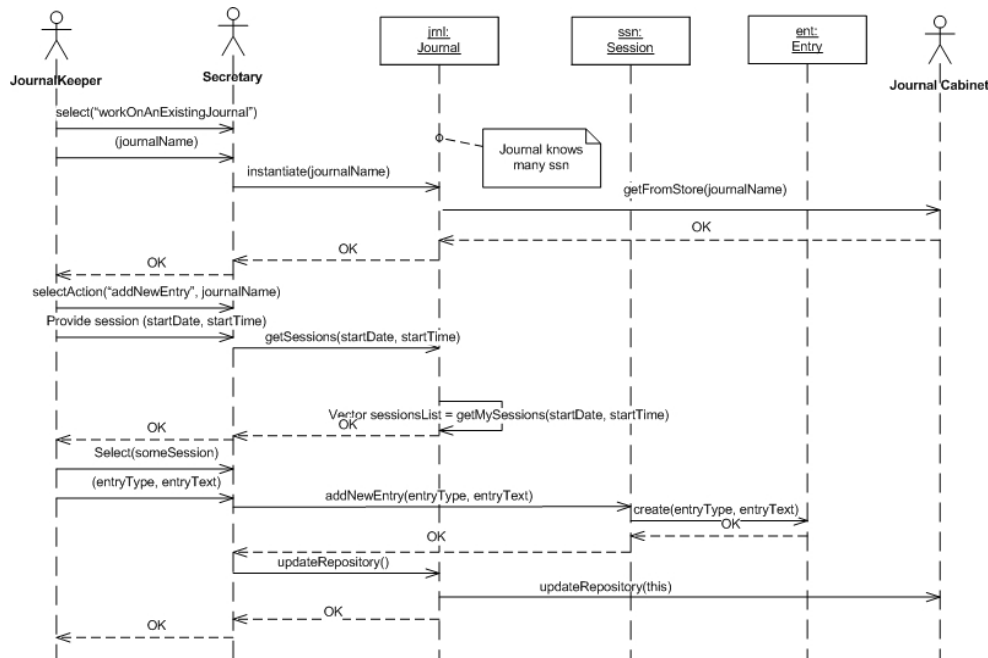 jrnl:
Journal
ssn:
Session
ent:
Entry
JournalKeeper
Secretary
Journal Cabinet
select("workOnAnExistingJournal")
(journalName)
Journal knows
many ssn
instantiate(journalName)
getFromStore(journalName)
OK
OK
OK
selectAction("addNewEntry", journalName)
Provide session (startDate, startTime)
getSessions(startDate, startTime)
Vector sessionsList = getMySessions(startDate, startTime)
OK
OK
Select(someSession)
(entryType, entryText)
addNewEntry(entryType, entryText)
create(entryType, entryText)
OK
OK
updateRepository()
updateRepository(this)
OK
OK